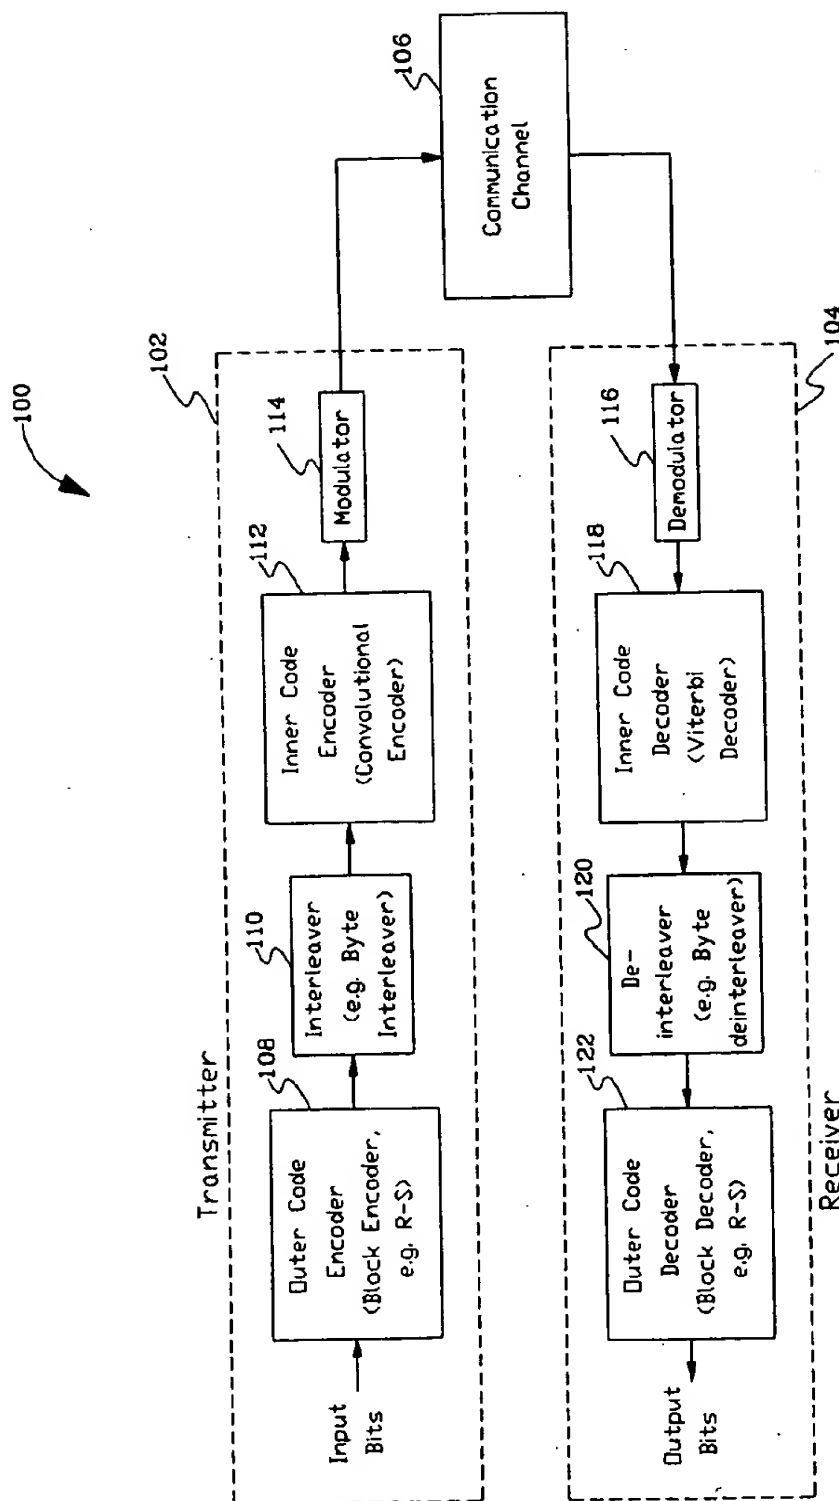 100
Transmitter
102
Input
Bits
108
Outer Code
Encoder
(Block Encoder,
e.g. R-S)
110
Interleaver
(e.g. Byte
Interleaver)
112
Inner Code
Encoder
(Convolutional
Encoder)
114
Modulator
106
Communication
Channel
Output
Bits
122
Outer Code
Decoder
(Block Decoder,
e.g. R-S)
120
De-
interleaver
(e.g. Byte
deinterleaver)
118
Inner Code
Decoder
(Viterbi
Decoder)
116
Demodulator
104
Receiver